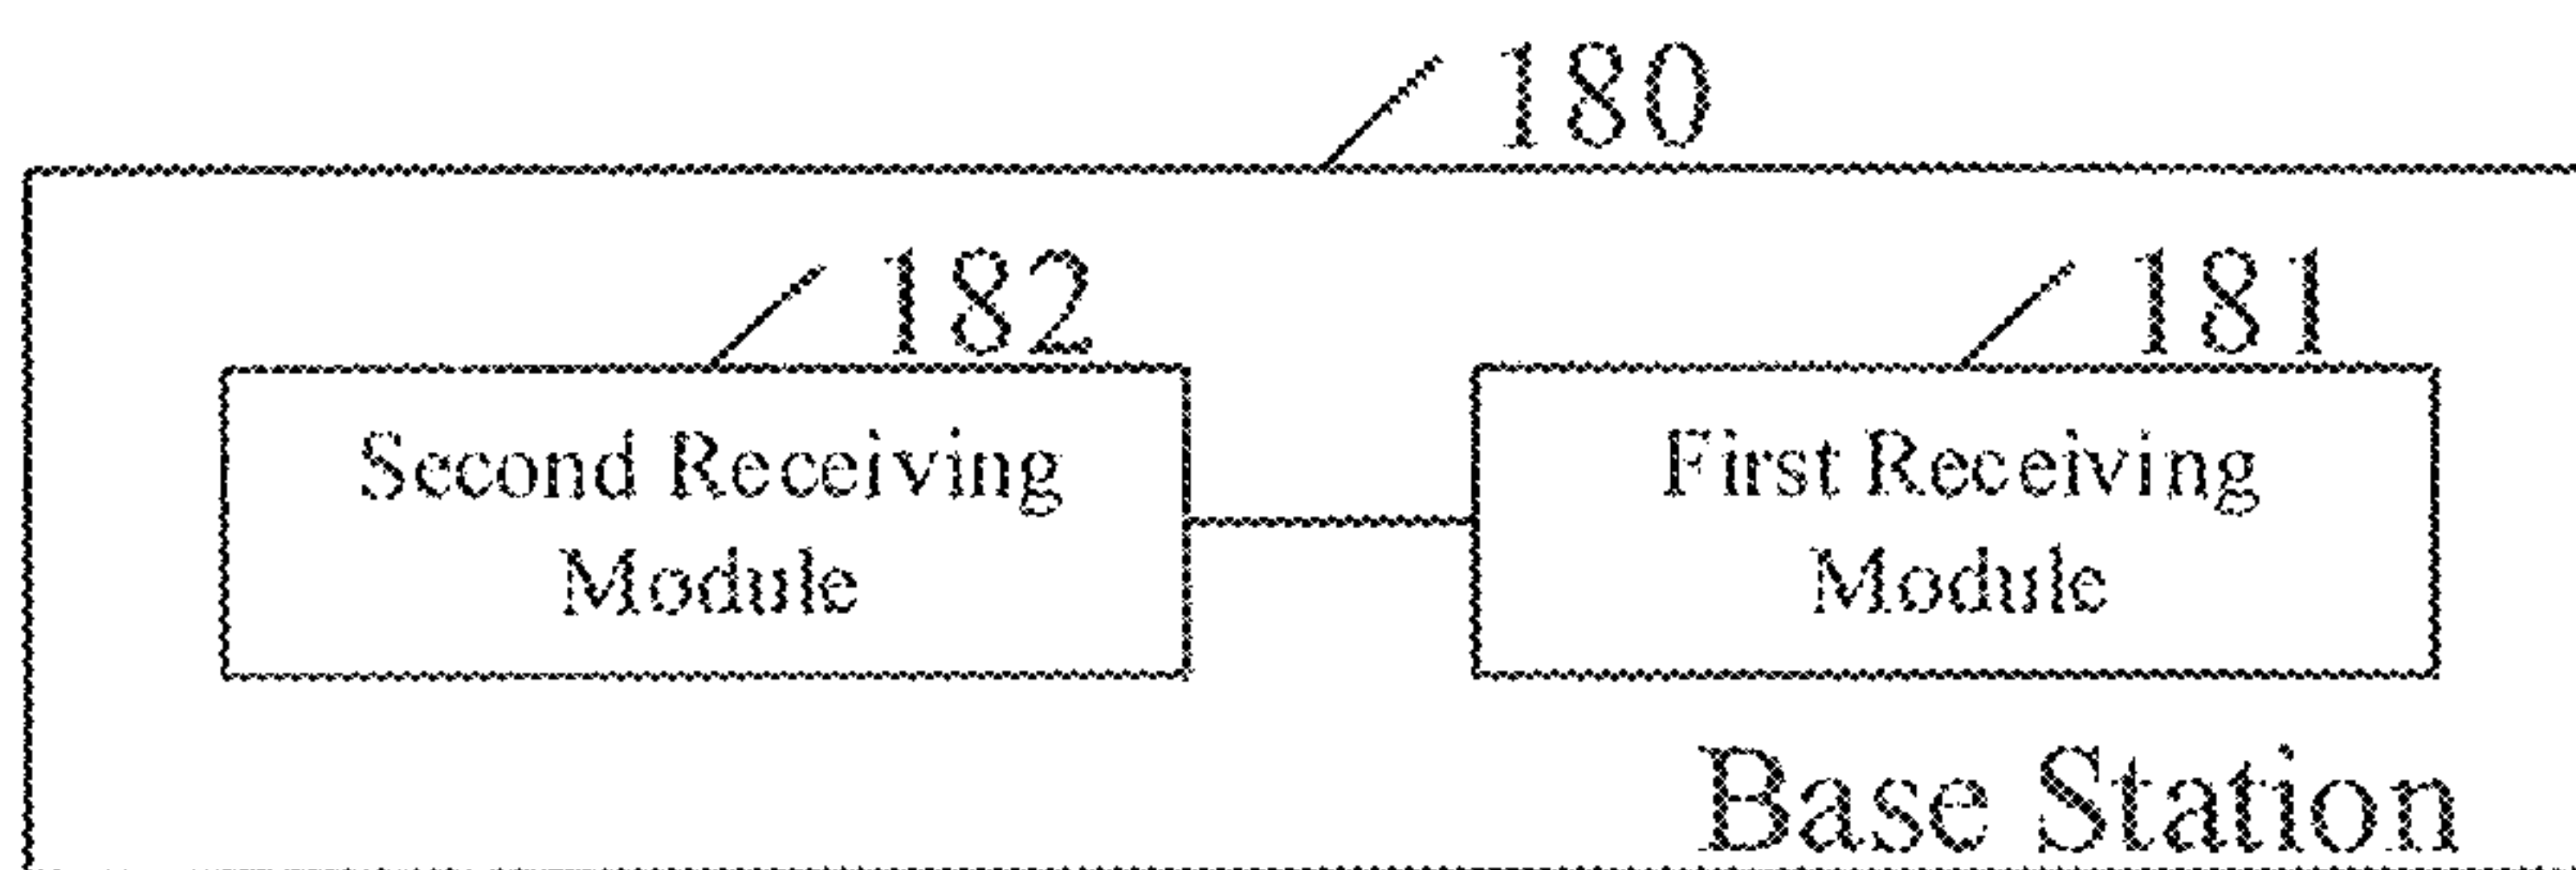 180
182
181
Second Receiving
Module
First Receiving
Module
Base Station